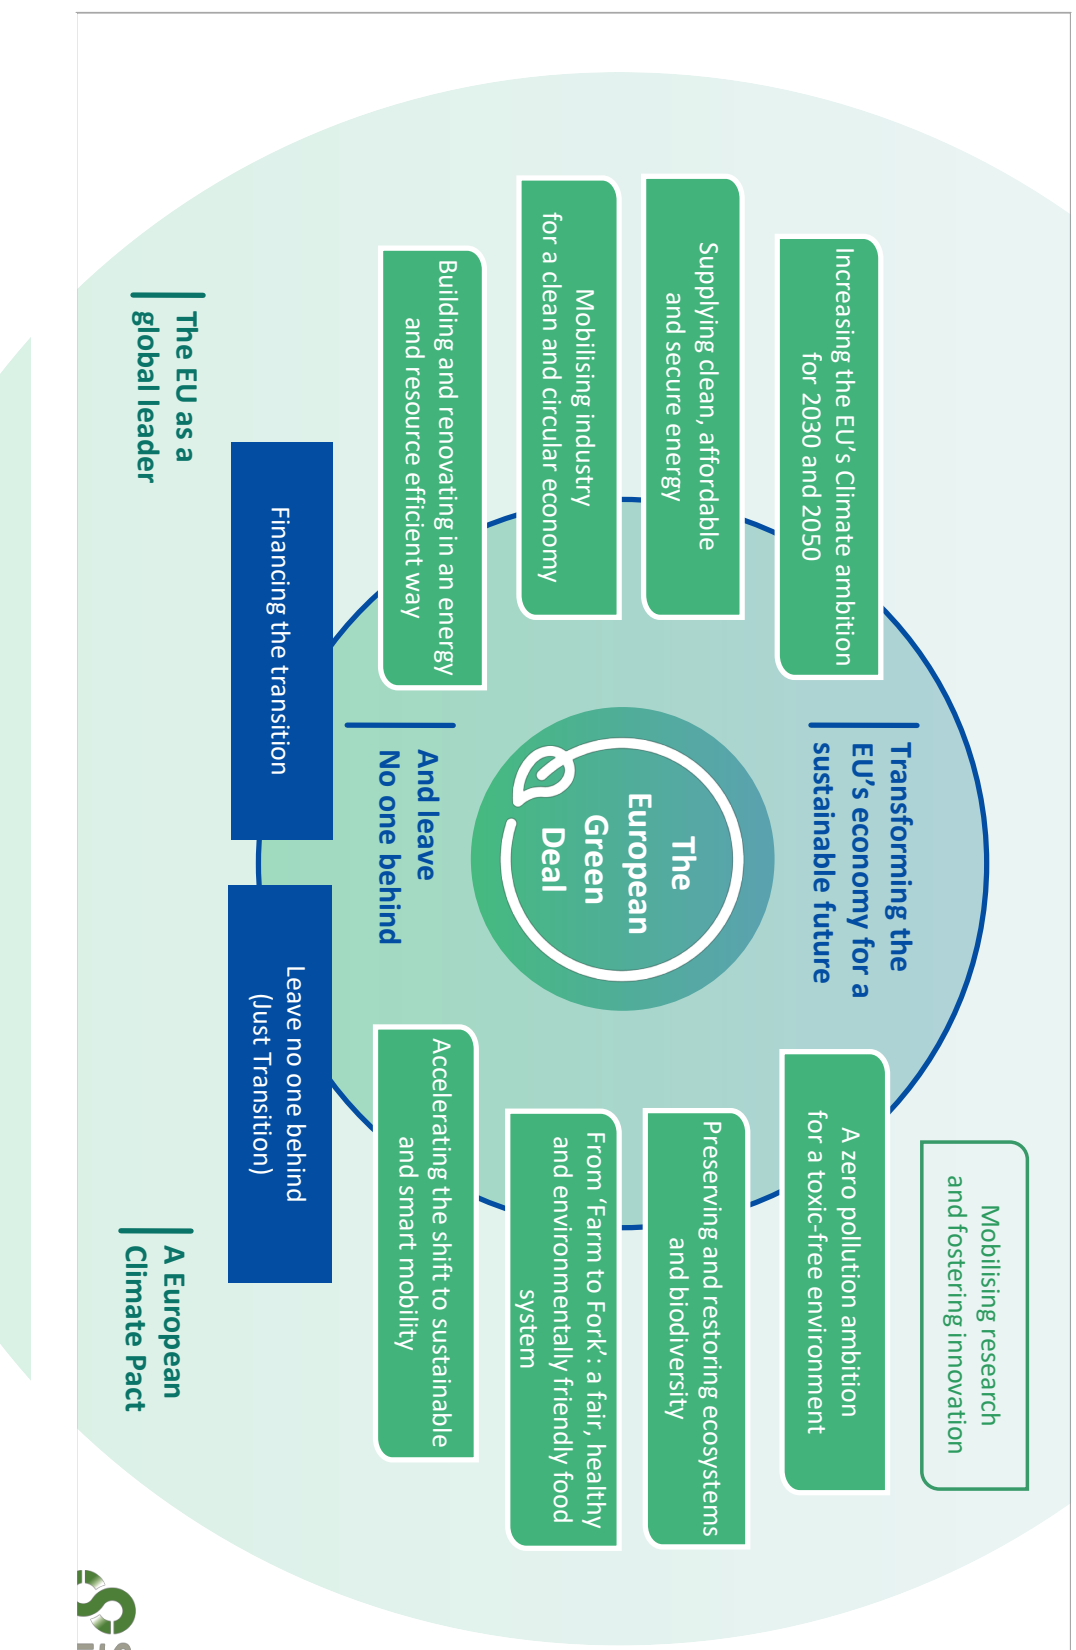 Mobilising research
and fostering innovation
Transforming the
EU’s economy for a
sustainable future
Increasing the EU’s Climate ambition
for 2030 and 2050
Supplying clean, affordable
and secure energy
Mobilising industry
for a clean and circular economy
Building and renovating in an energy
and resource efficient way
The
European
Green
Deal
A zero pollution ambition
for a toxic-free environment
Preserving and restoring ecosystems
and biodiversity
From ‘Farm to Fork’: a fair, healthy
and environmentally friendly food
system
Accelerating the shift to sustainable
and smart mobility
And leave
No one behind
Financing the transition
Leave no one behind
(Just Transition)
The EU as a
global leader
A European
Climate Pact